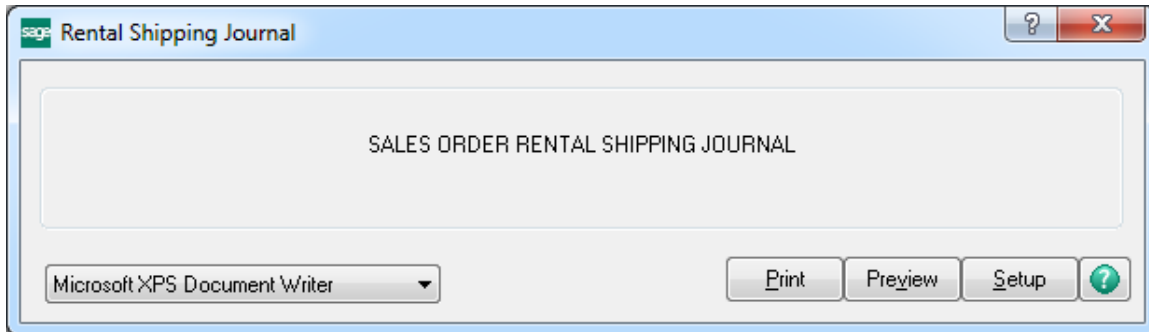 sage Rental Shipping Journal ?
SALES ORDER RENTAL SHIPPING JOURNAL
Microsoft XPS Document Writer Print Preview Setup ?